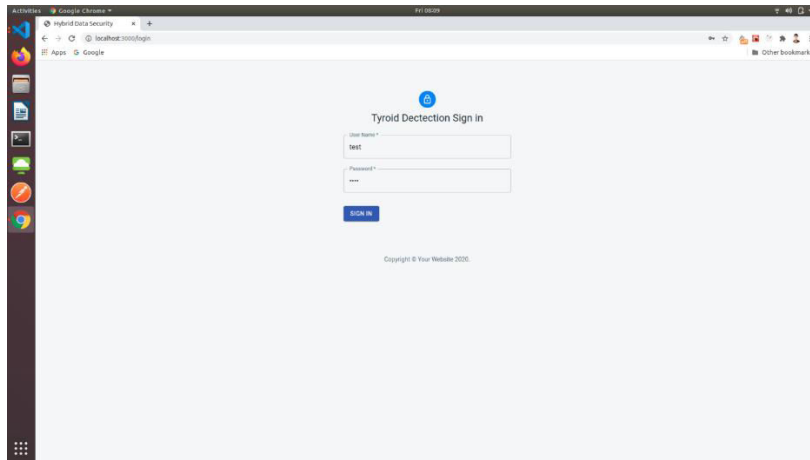 Activities Google Chrome Fri 08:09
Hybrid Data Security
localhost:3000/login
Apps Google Other bookmark
Tyroid Dectection Sign in
User Name *
test
Password *
••••
SIGN IN
Copyright © Your Website 2020.